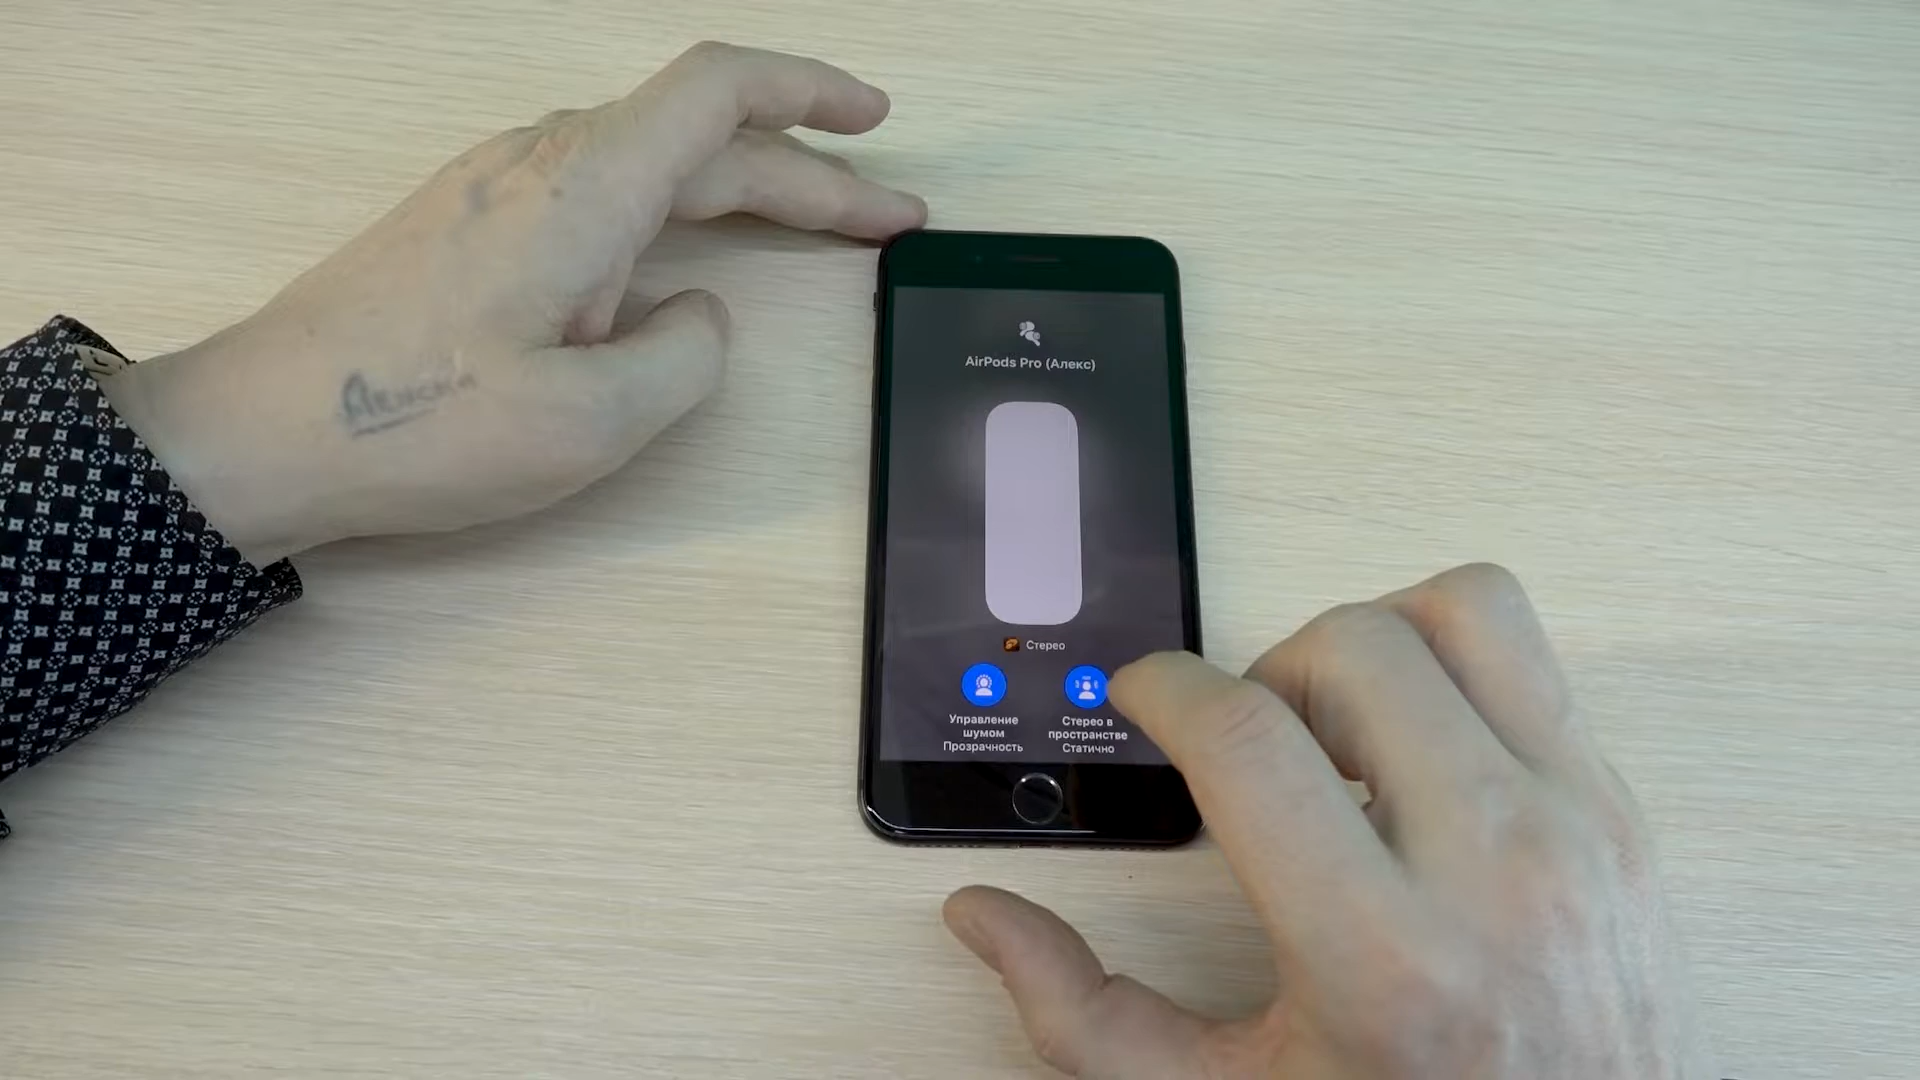 AirPods Pro (Алекс)
Стерео
Управление
шумом
Прозрачность
Стерео в
пространстве
Статично